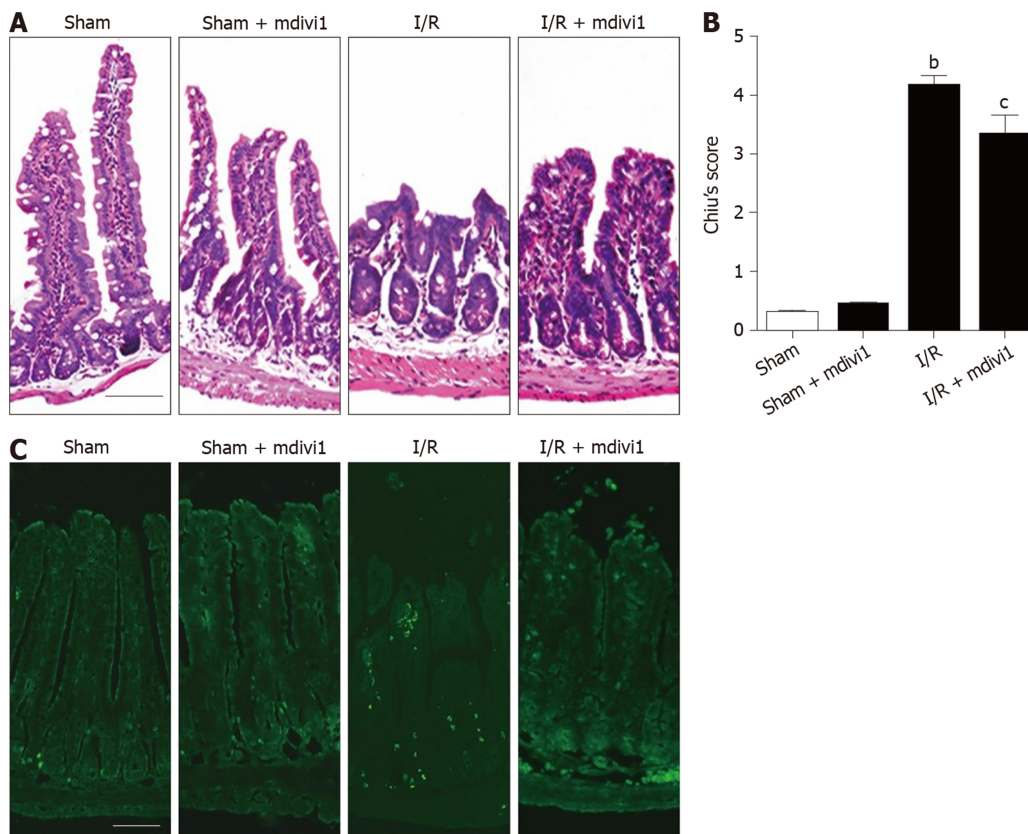 A
Sham
Sham + mdivi1
I/R
I/R + mdivi1
B
5
4
3
2
1
0
Chiu's score
b
c
Sham
Sham + mdivi1
I/R
I/R + mdivi1
C
Sham
Sham + mdivi1
I/R
I/R + mdivi1